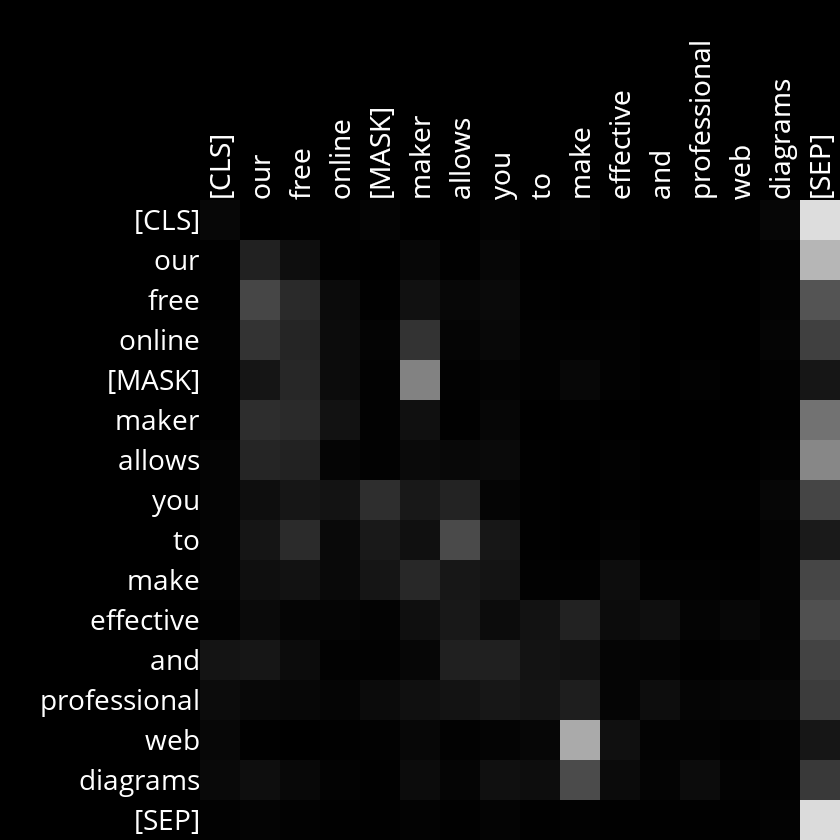 [CLS]
our
free
online
[MASK]
maker
allows
you
to
make
effective
and
professional
web
diagrams
[SEP]
[CLS]
our
free
online
[MASK]
maker
allows
you
to
make
effective
and
professional
web
diagrams
[SEP]